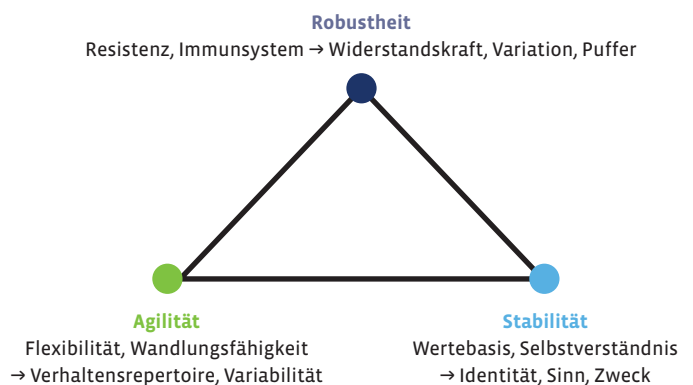 Robustheit
Resistenz, Immunsystem → Widerstandskraft, Variation, Puffer
Agilität
Flexibilität, Wandlungsfähigkeit
→ Verhaltensrepertoire, Variabilität
Stabilität
Wertebasis, Selbstverständnis
→ Identität, Sinn, Zweck